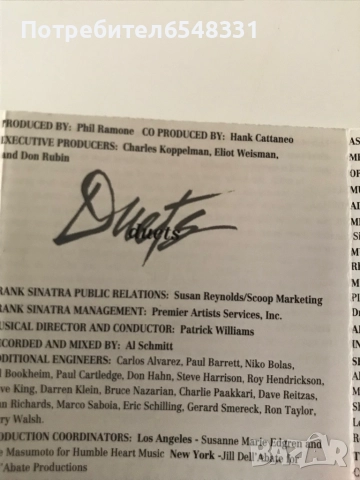 Потребител6548331
PRODUCED BY: Phil Ramone CO PRODUCED BY: Hank Cattaneo
EXECUTIVE PRODUCERS: Charles Koppelman, Eliot Weisman,
and Don Rubin
Duets
duets
RANK SINATRA PUBLIC RELATIONS: Susan Reynolds/Scoop Marketing
RANK SINATRA MANAGEMENT: Premier Artists Services, Inc.
USICAL DIRECTOR AND CONDUCTOR: Patrick Williams
ECORDED AND MIXED BY: Al Schmitt
DDITIONAL ENGINEERS: Carlos Alvarez, Paul Barrett, Niko Bolas,
Bookheim, Paul Cartledge, Don Hahn, Steve Harrison, Roy Hendrickson,
ve King, Darren Klein, Bruce Nazarian, Charlie Paakkari, Dave Reitzas,
n Richards, Marco Saboia, Eric Schilling, Gerard Smereck, Ron Taylor,
ry Walsh.
ODUCTION COORDINATORS: Los Angeles - Susanne Marie Edgren and
e Masumoto for Humble Heart Music New York -Jill Dell'Abate for
l'Abate Productions
bazar